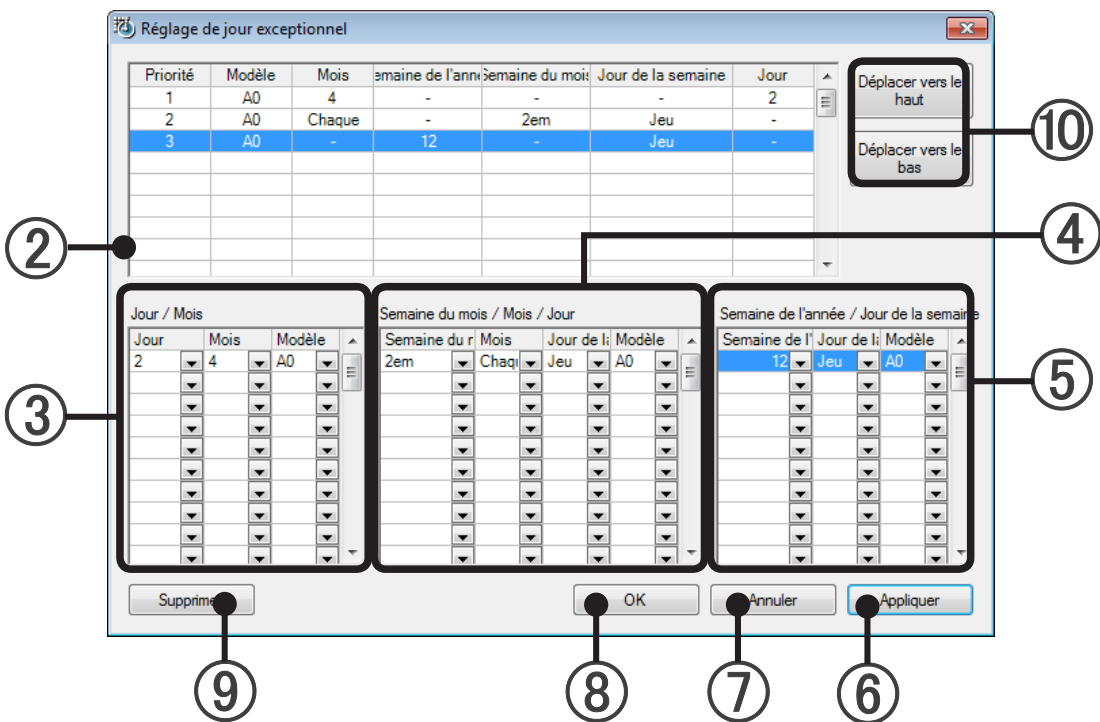 Réglage de jour exceptionnel
Priorité Modèle Mois emaine de l'anné Semaine du mois Jour de la semaine Jour
1 A0 4 - - - 2
2 A0 Chaque - 2em Jeu -
3 A0 - 12 - Jeu -
Déplacer vers le
haut
Déplacer vers le
bas
⑩
②
④
Jour / Mois
Jour Mois Modèle
2 4 A0
③
Semaine du mois / Mois / Jour
Semaine du r Mois Jour de la Modèle
2em Chaqu Jeu A0
Semaine de l'année / Jour de la semaine
Semaine de l' Jour de la Modèle
12 Jeu A0
⑤
Supprimer OK Annuler Appliquer
⑨ ⑧ ⑦ ⑥